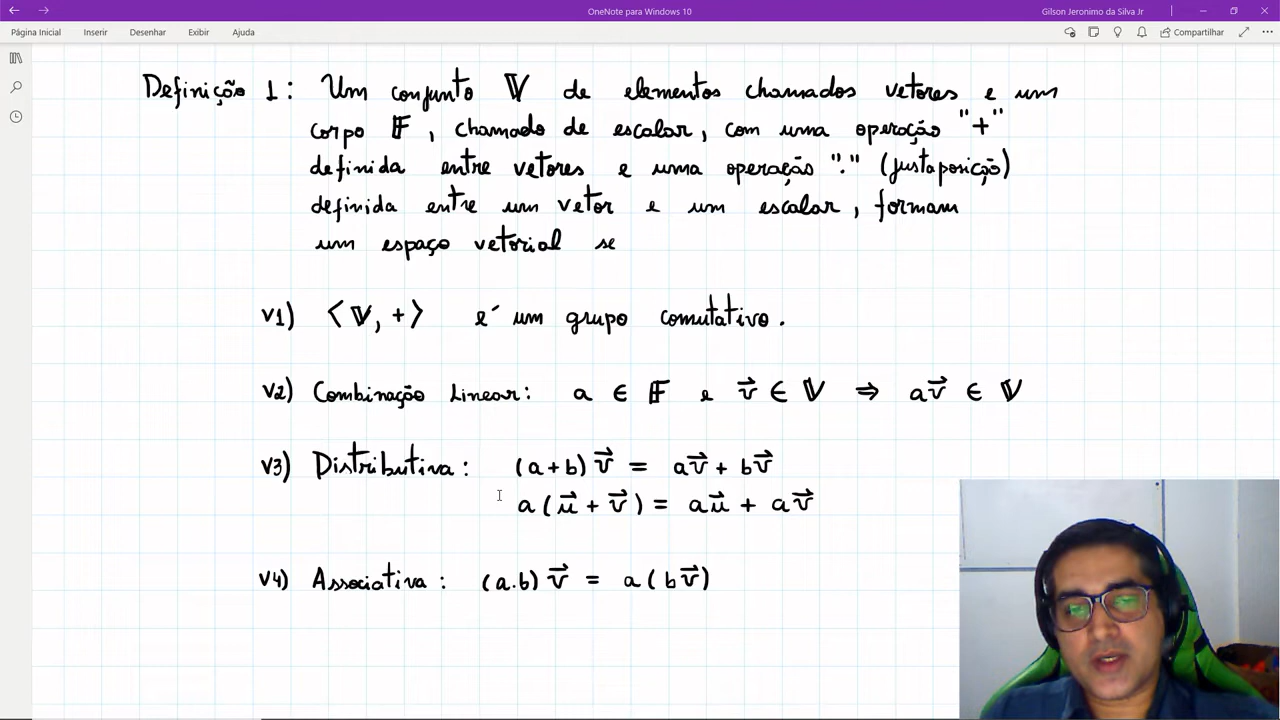 OneNote para Windows 10
Gilson Jeronimo da Silva Jr
Página Inicial Inserir Desenhar Exibir Ajuda
Compartilhar
Definição 1: Um conjunto 𝕍 de elementos chamados vetores e um
corpo 𝔽, chamado de escalar, com uma operação "+"
definida entre vetores e uma operação "." (justaposição)
definida entre um vetor e um escalar, formam
um espaço vetorial se
v1) ⟨𝕍, +⟩ é um grupo comutativo.
v2) Combinação Linear: a ∈ 𝔽 e v⃗ ∈ 𝕍 ⇒ av⃗ ∈ 𝕍
v3) Distributiva: (a+b)v⃗ = av⃗ + bv⃗
a(u⃗ + v⃗) = au⃗ + av⃗
v4) Associativa: (a.b)v⃗ = a(bv⃗)